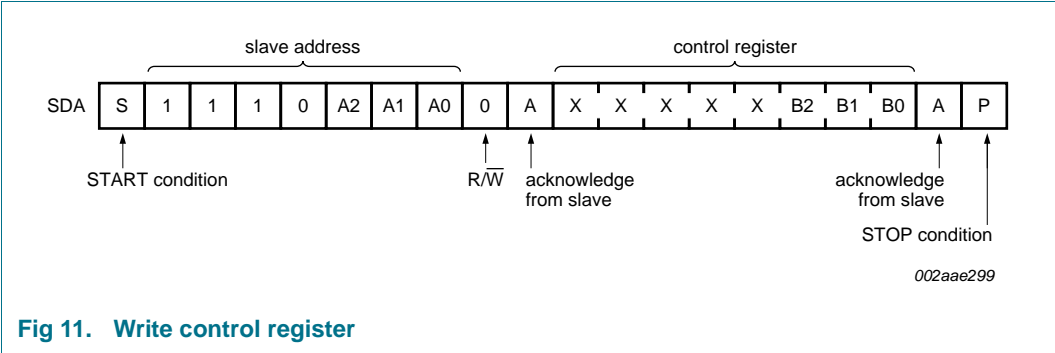 slave address control register
SDA S 1 1 1 0 A2 A1 A0 0 A X X X X X B2 B1 B0 A P
START condition R/W̅ acknowledge from slave acknowledge from slave
STOP condition
002aae299
Fig 11. Write control register